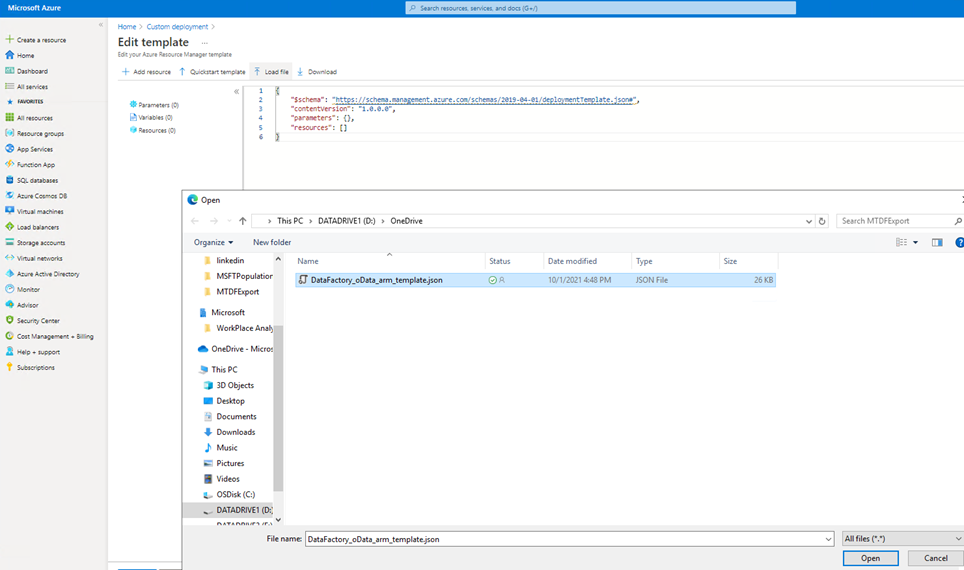 Microsoft Azure
Search resources, services, and docs (G+/)
«
Create a resource
Home
Dashboard
All services
FAVORITES
All resources
Resource groups
App Services
Function App
SQL databases
Azure Cosmos DB
Virtual machines
Load balancers
Storage accounts
Virtual networks
Azure Active Directory
Monitor
Advisor
Security Center
Cost Management + Billing
Help + support
Subscriptions
Home > Custom deployment >
Edit template ...
Edit your Azure Resource Manager template
Add resource Quickstart template Load file Download
«
Parameters (0)
Variables (0)
Resources (0)
1 {
2 "$schema": "https://schema.management.azure.com/schemas/2019-04-01/deploymentTemplate.json#",
3 "contentVersion": "1.0.0.0",
4 "parameters": {},
5 "resources": []
6 }
Open
> This PC > DATADRIVE1 (D:) > OneDrive
Search MTDFExport
Organize New folder
?
linkedin
MSFTPopulation
MTDFExport
Microsoft
WorkPlace Analy
OneDrive - Micros
This PC
3D Objects
Desktop
Documents
Downloads
Music
Pictures
Videos
OSDisk (C:)
DATADRIVE1 (D:
Name Status Date modified Type Size
DataFactory_oData_arm_template.json 10/1/2021 4:48 PM JSON File 26 KB
File name: DataFactory_oData_arm_template.json All files (*.*)
Open Cancel